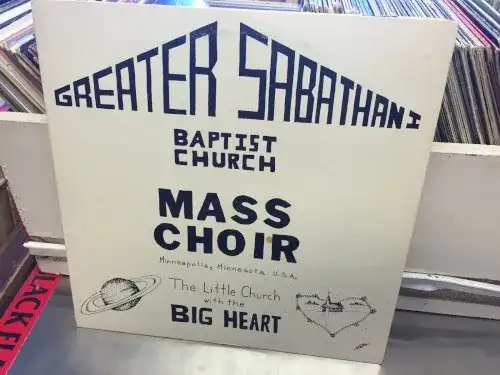 GREATER SABATHANI
BAPTIST
CHURCH
MASS
CHOIR
Minneapolis, Minnesota U.S.A.
The Little Church
with the
BIG HEART